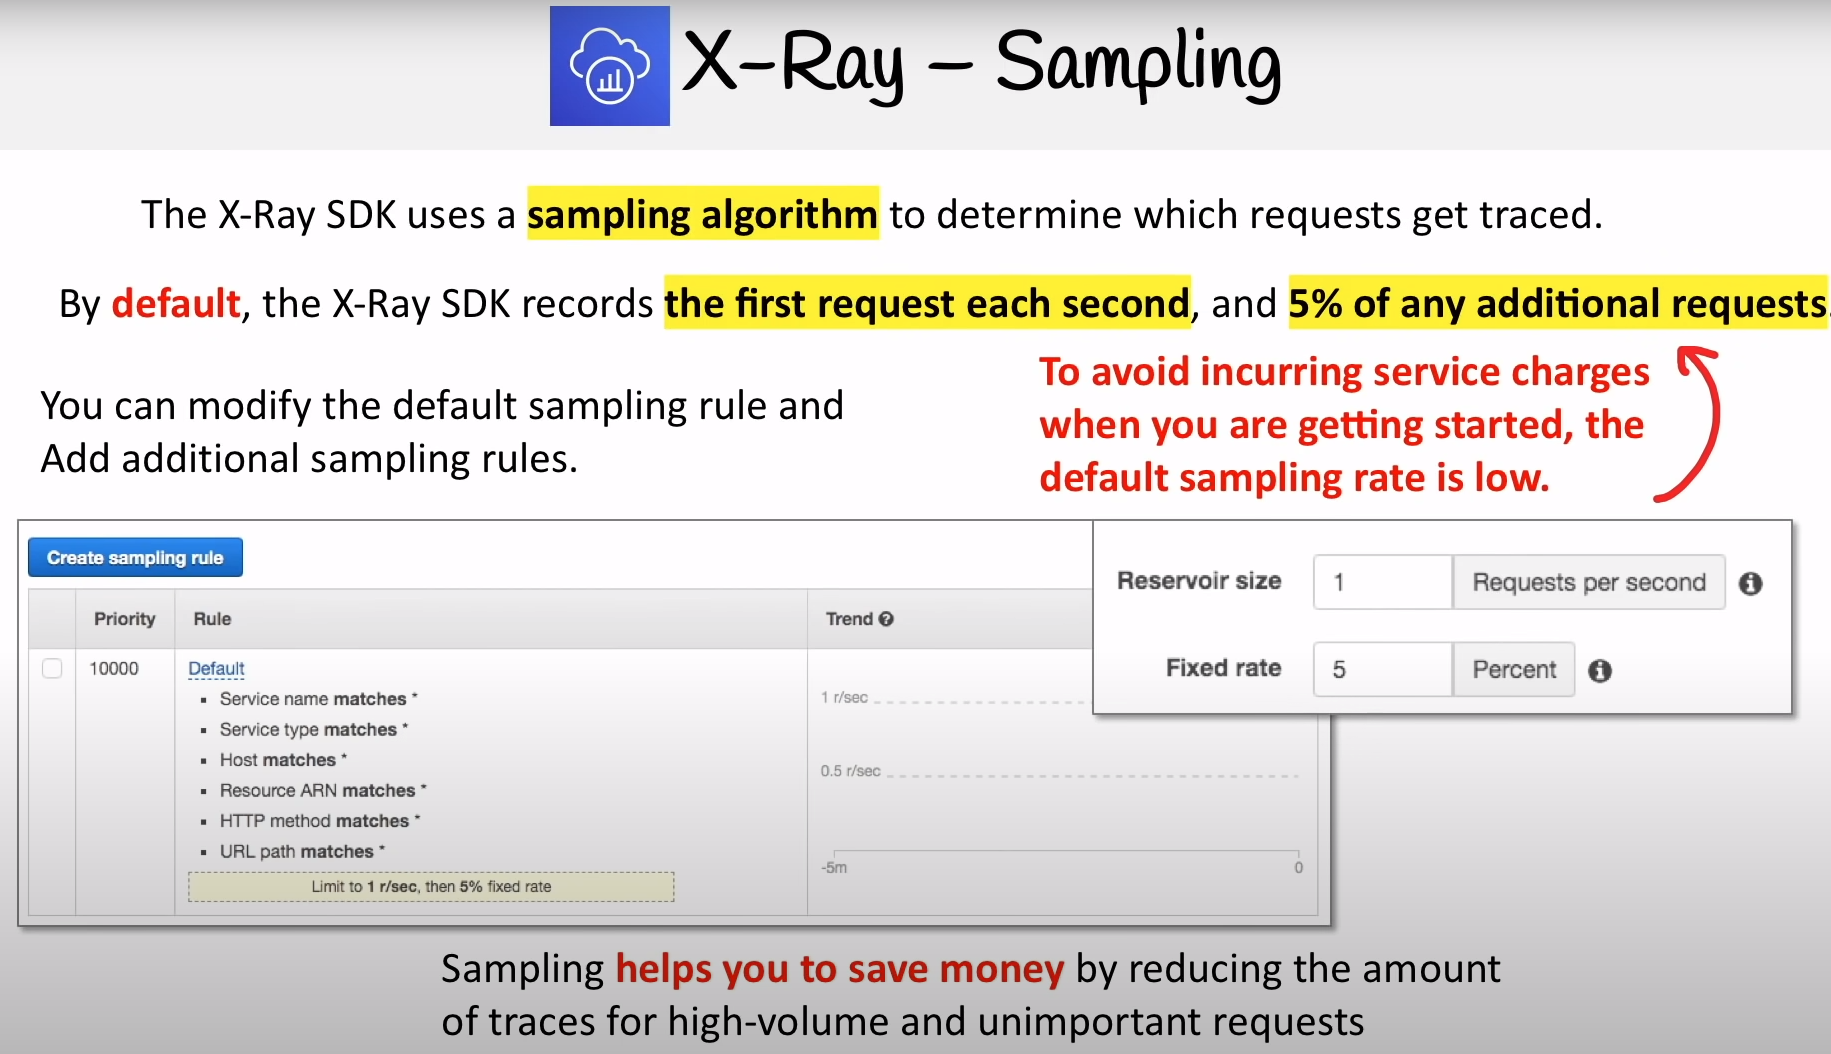 X-Ray – Sampling
The X-Ray SDK uses a sampling algorithm to determine which requests get traced.
By default, the X-Ray SDK records the first request each second, and 5% of any additional requests.
You can modify the default sampling rule and
Add additional sampling rules.
To avoid incurring service charges
when you are getting started, the
default sampling rate is low.
Create sampling rule
Priority Rule Trend ?
10000 Default
Service name matches *
Service type matches *
Host matches *
Resource ARN matches *
HTTP method matches *
URL path matches *
Limit to 1 r/sec, then 5% fixed rate
1 r/sec
0.5 r/sec
-5m 0
Reservoir size 1 Requests per second i
Fixed rate 5 Percent i
Sampling helps you to save money by reducing the amount
of traces for high-volume and unimportant requests